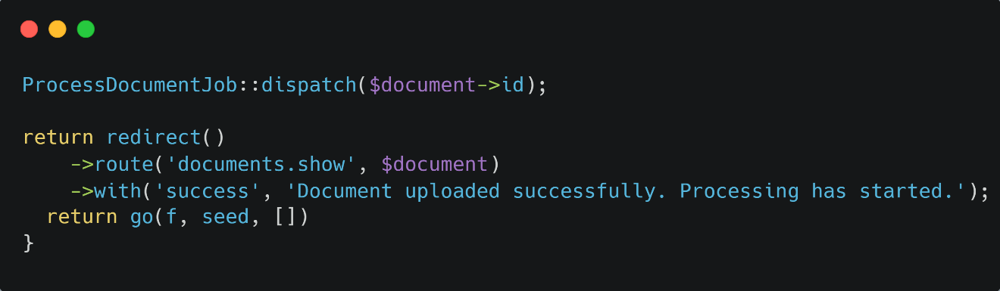 ProcessDocumentJob::dispatch($document->id);

return redirect()
    ->route('documents.show', $document)
    ->with('success', 'Document uploaded successfully. Processing has started.');
  return go(f, seed, [])
}